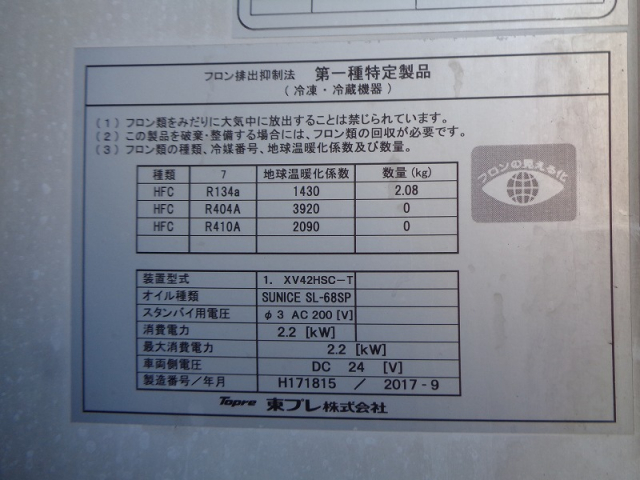 フロン排出抑制法 第一種特定製品
(冷凍・冷蔵機器)
(1) フロン類をみだりに大気中に放出することは禁じられています。
(2) この製品を破棄・整備する場合には、フロン類の回収が必要です。
(3) フロン類の種類、冷媒番号、地球温暖化係数及び数量。
フロンの見える化
種類 7 地球温暖化係数 数量(kg)
HFC R134a 1430 2.08
HFC R404A 3920 0
HFC R410A 2090 0
装置型式 1. XV42HSC-T
オイル種類 SUNICE SL-68SP
スタンバイ用電圧 φ3 AC 200 [V]
消費電力 2.2 [kW]
最大消費電力 2.2 [kW]
車両側電圧 DC 24 [V]
製造番号/年月 H171815 / 2017-9
Topre 東プレ株式会社